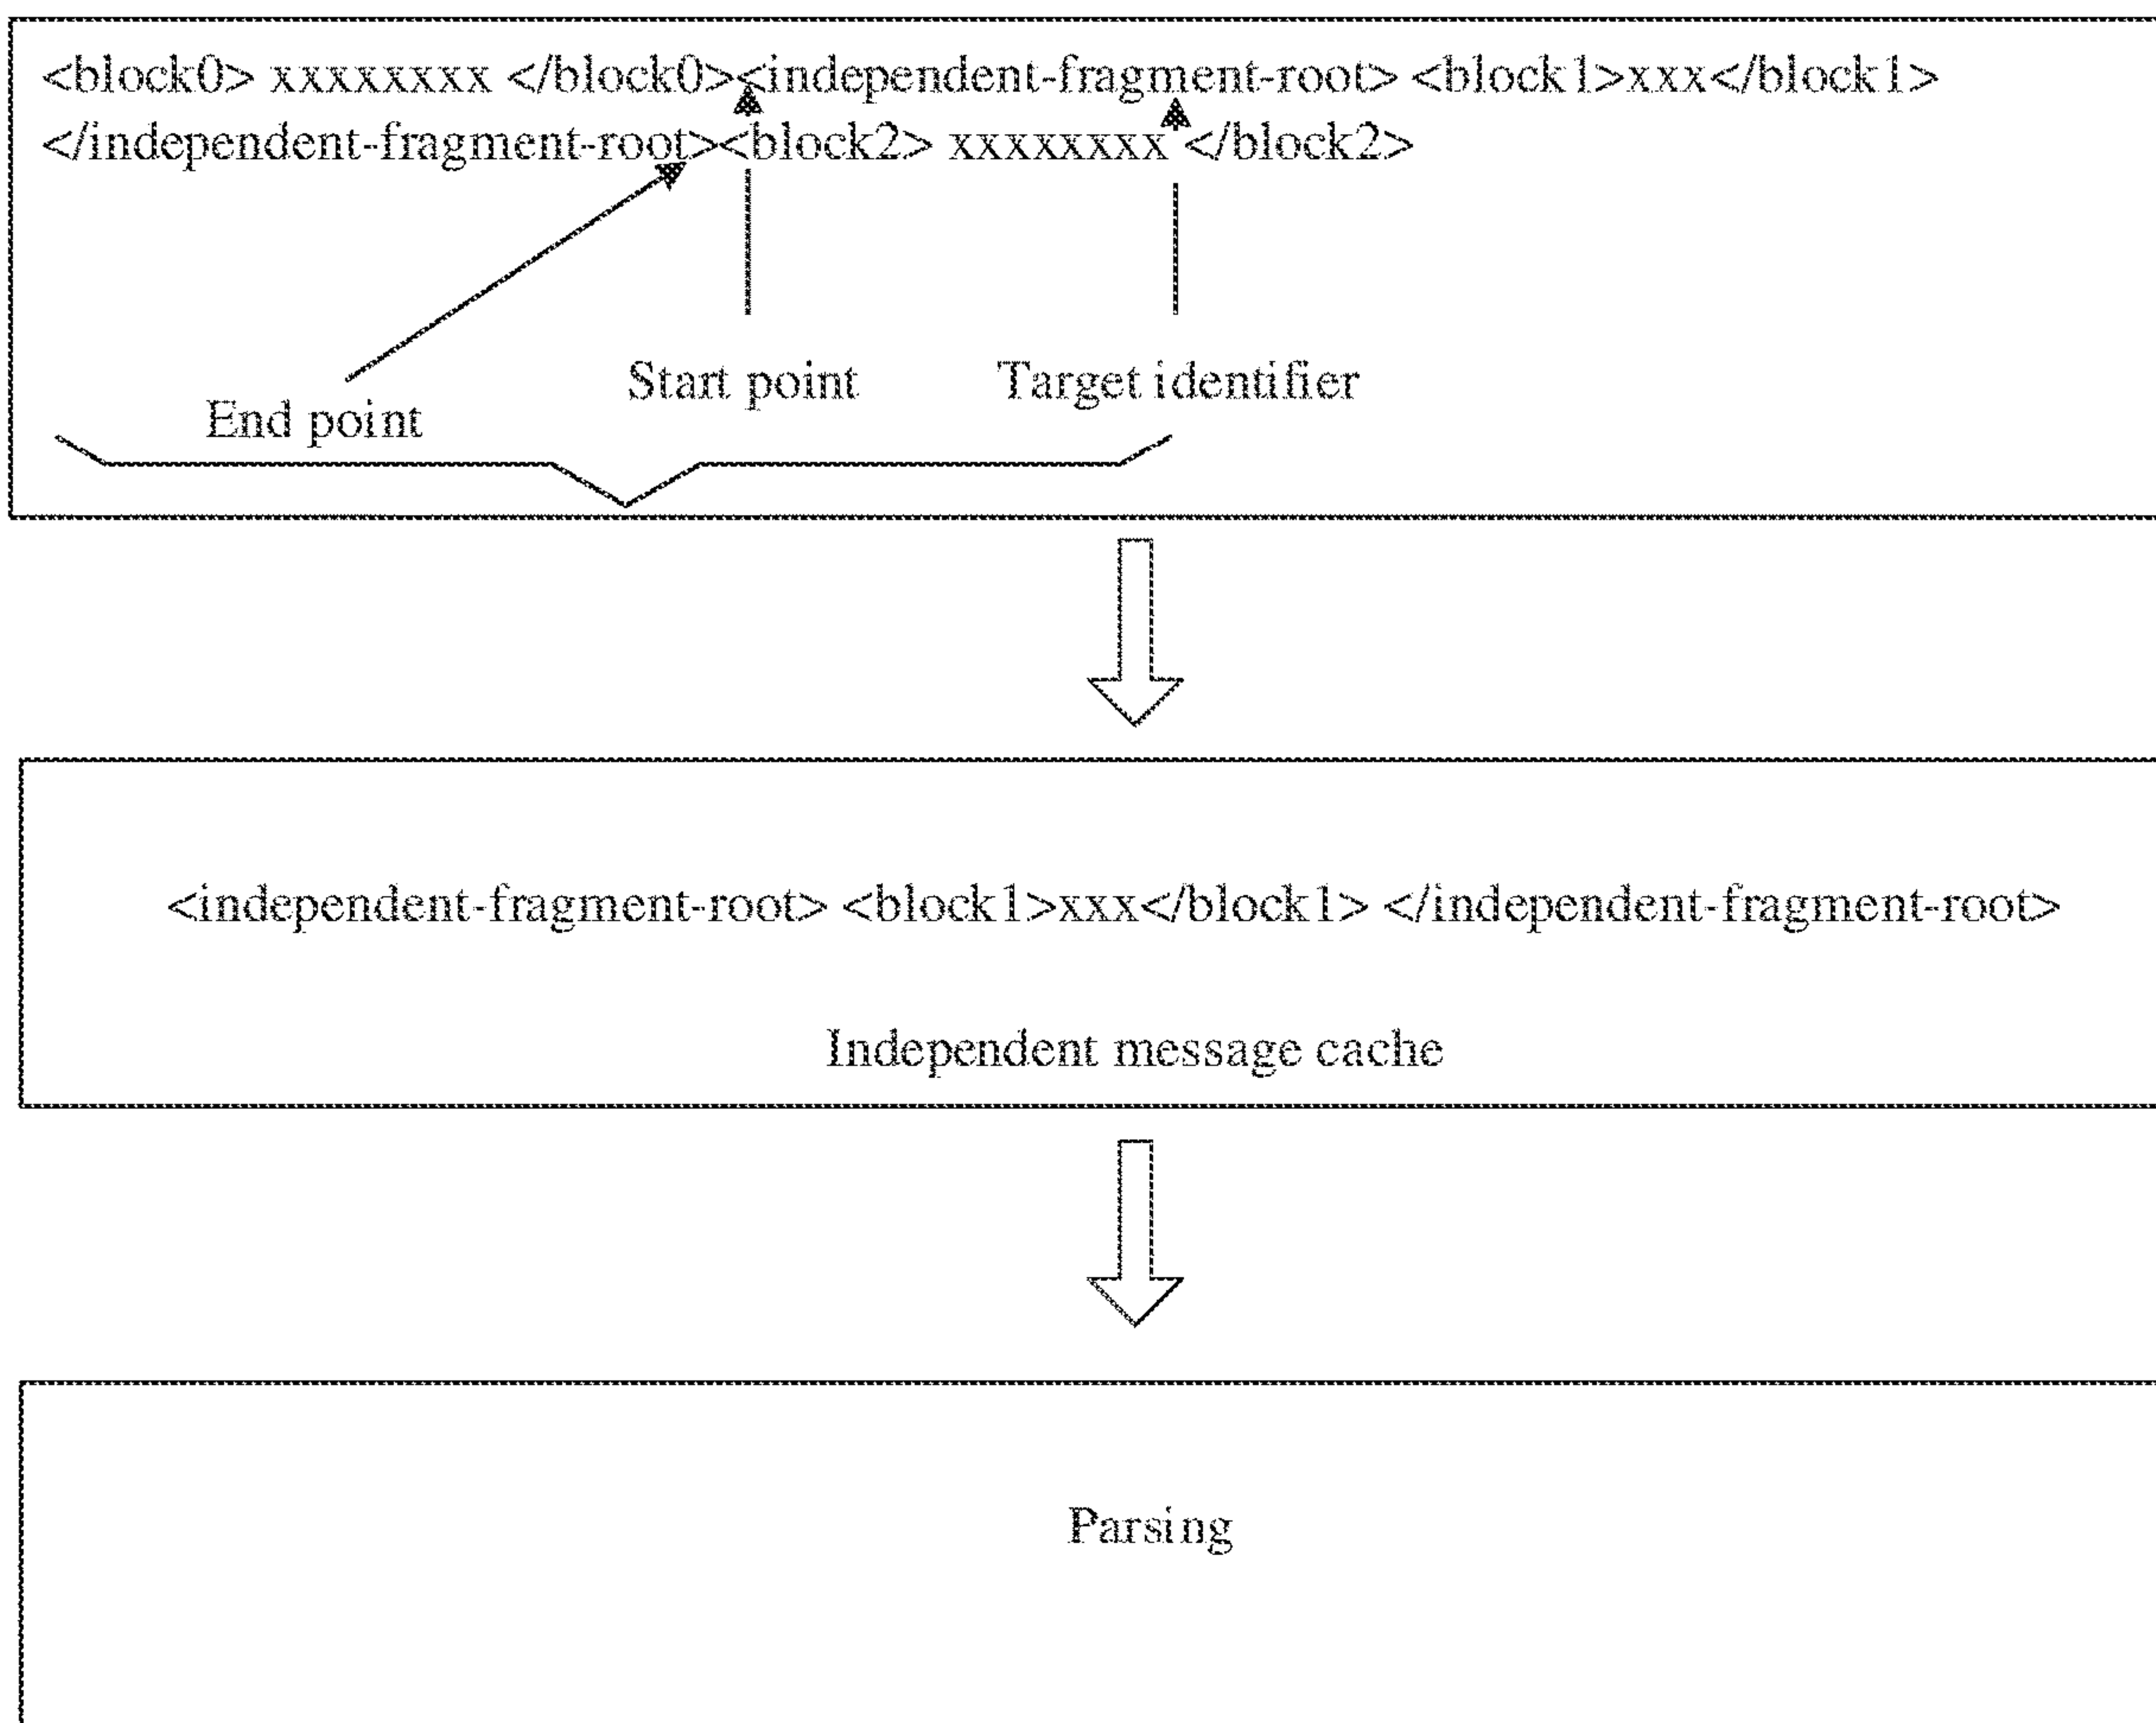 <block0> xxxxxxxx </block0><independent-fragment-root> <block1>xxx</block1>
</independent-fragment-root><block2> xxxxxxxx </block2>
Start point
Target identifier
End point
<independent-fragment-root> <block1>xxx</block1> </independent-fragment-root>
Independent message cache
Parsing